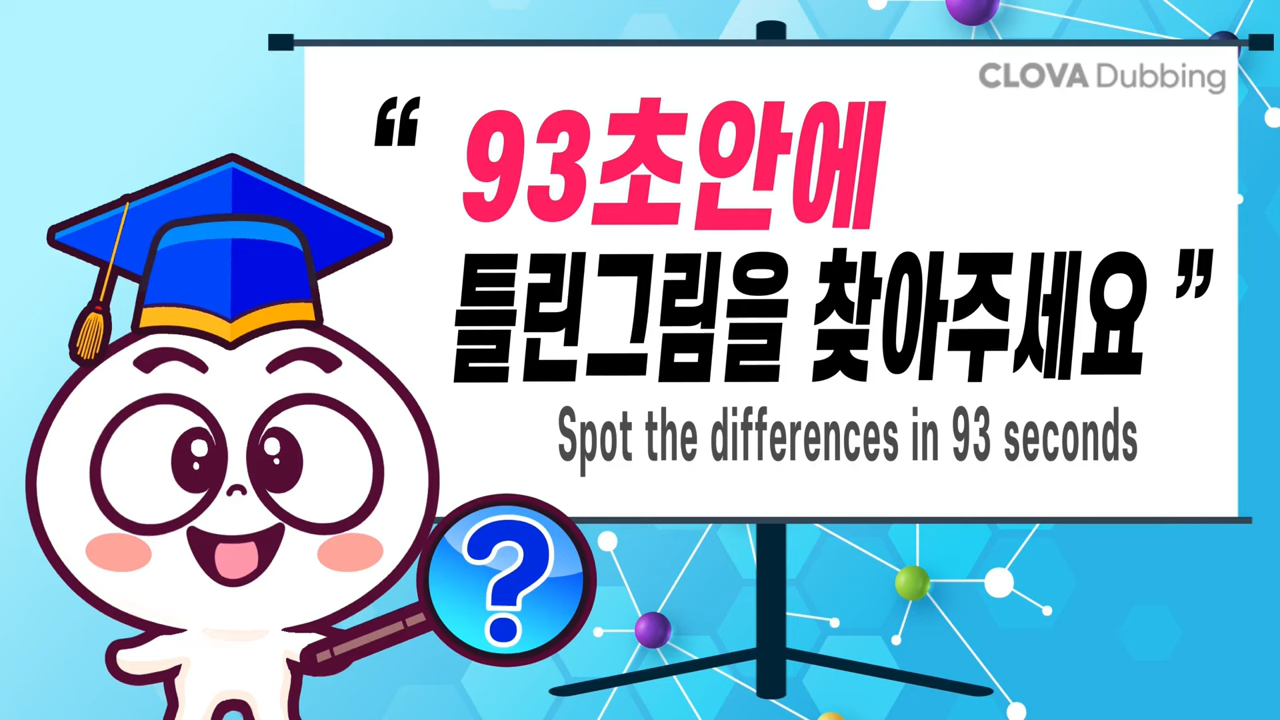 CLOVA Dubbing
“ 93초안에
틀린그림을 찾아주세요 ”
Spot the differences in 93 seconds
?